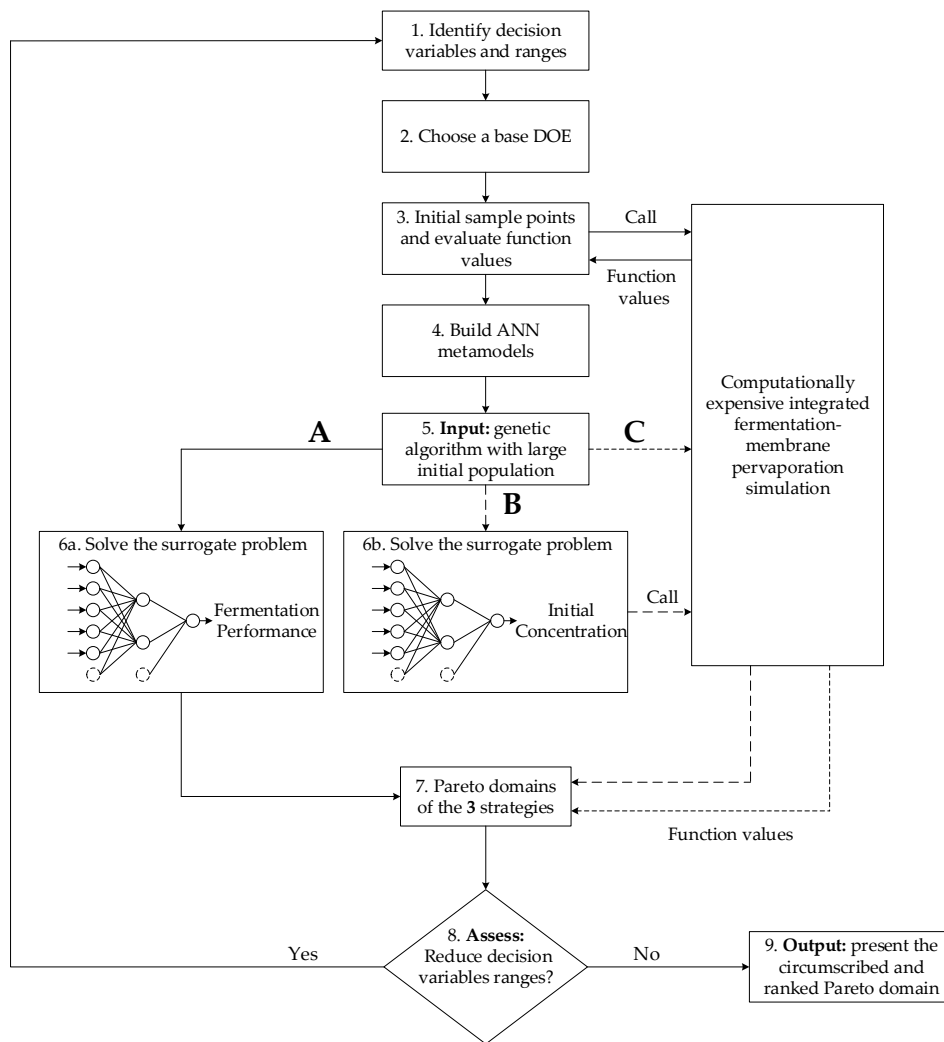 1. Identify decision
variables and ranges
2. Choose a base DOE
3. Initial sample points
and evaluate function
values
Call
Function
values
4. Build ANN
metamodels
Computationally
expensive integrated
fermentation-
membrane
pervaporation
simulation
A
5. Input: genetic
algorithm with large
initial population
C
B
6a. Solve the surrogate problem
Fermentation
Performance
6b. Solve the surrogate problem
Initial
Concentration
Call
7. Pareto domains
of the 3 strategies
Function values
8. Assess:
Reduce decision
variables ranges?
Yes
No
9. Output: present the
circumscribed and
ranked Pareto domain